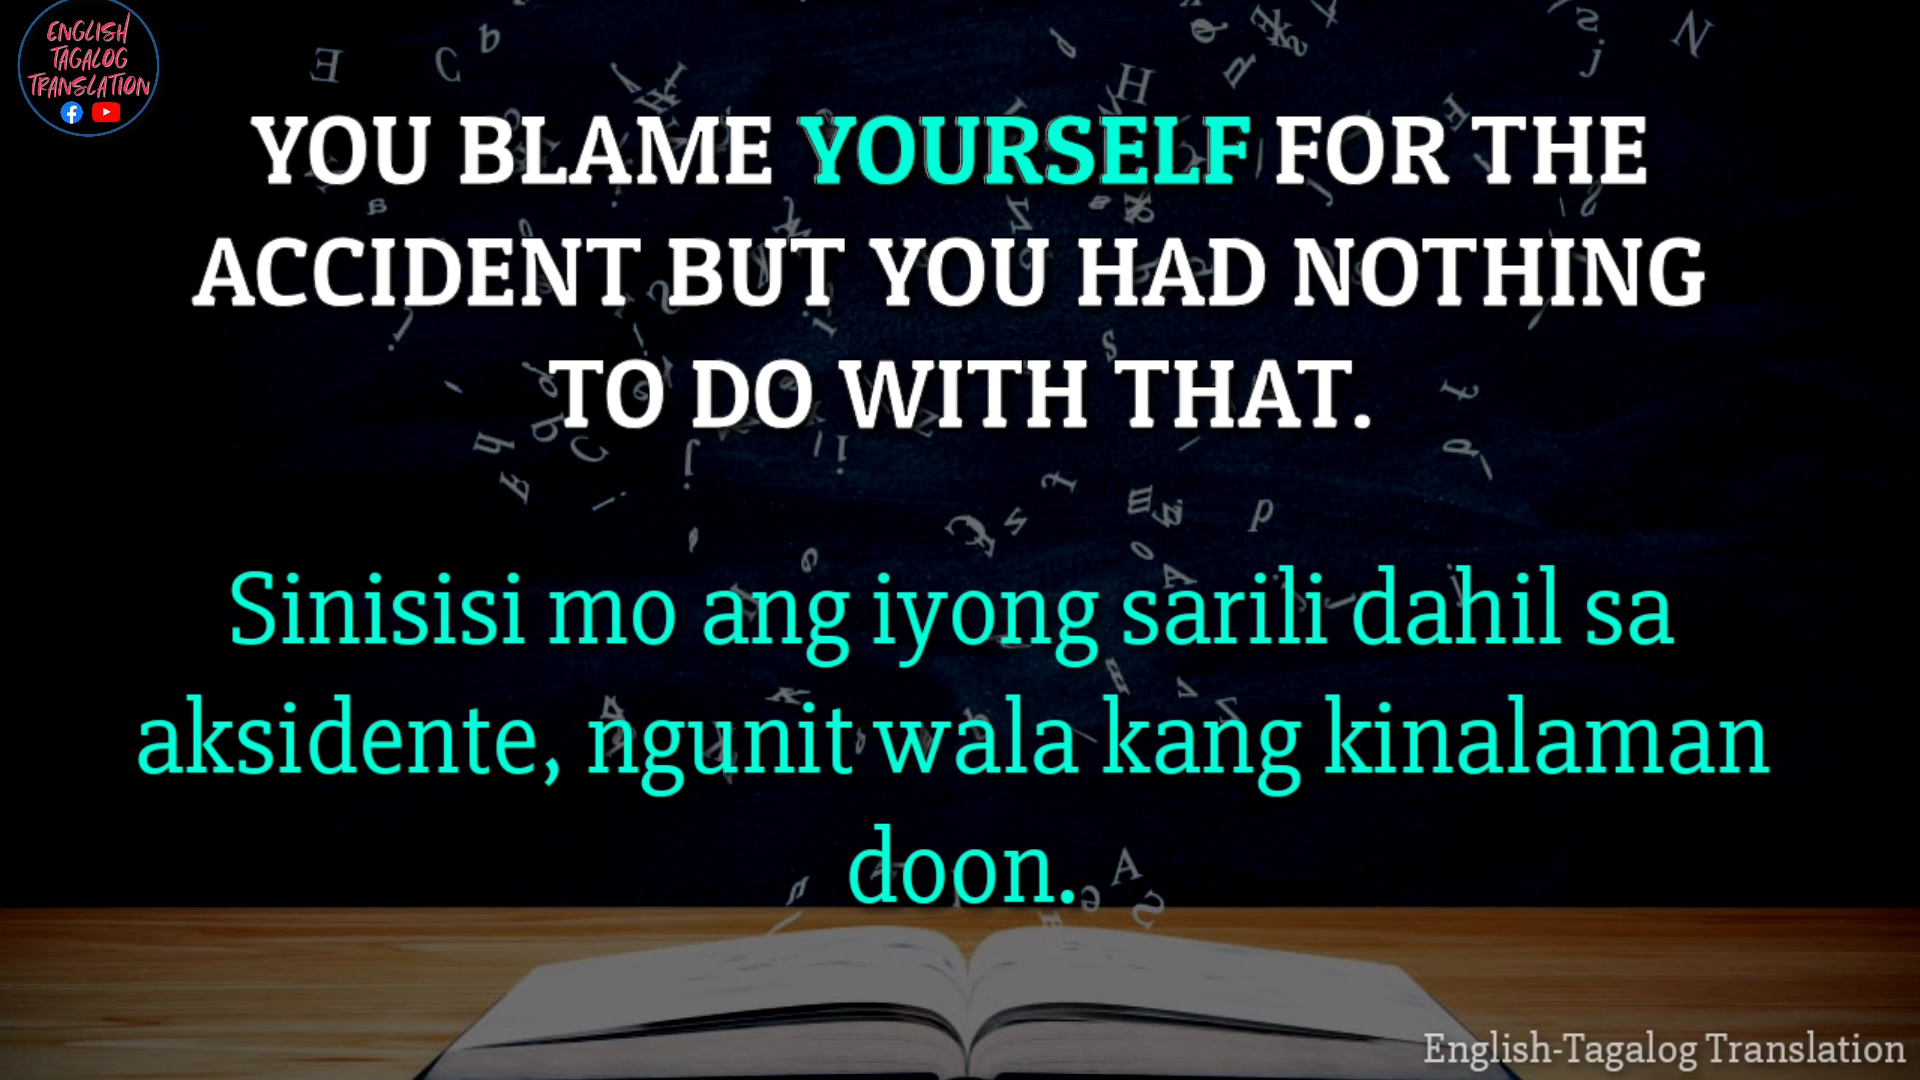 ENGLISH
TAGALOG
TRANSLATION
YOU BLAME YOURSELF FOR THE
ACCIDENT BUT YOU HAD NOTHING
TO DO WITH THAT.
Sinisisi mo ang iyong sarili dahil sa
aksidente, ngunit wala kang kinalaman
doon.
English-Tagalog Translation